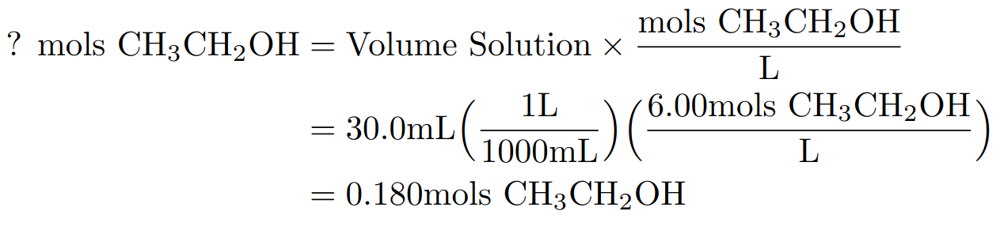 ? mols CH₃CH₂OH = Volume Solution × mols CH₃CH₂OH / L
= 30.0mL(1L / 1000mL)(6.00mols CH₃CH₂OH / L)
= 0.180mols CH₃CH₂OH